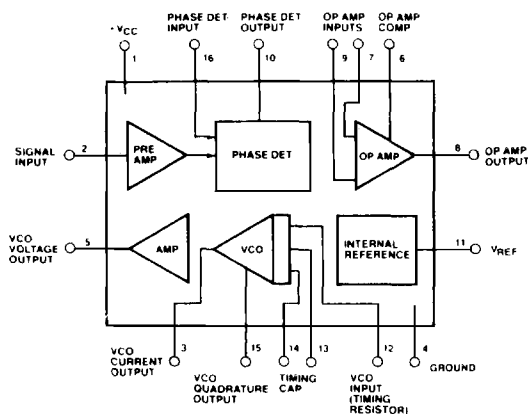 PHASE DET
INPUT
PHASE DET
OUTPUT
OP AMP
INPUTS
OP AMP
COMP
+ VCC
1
16
10
9
7
6
SIGNAL
INPUT
2
PRE
AMP
PHASE DET
OP AMP
8
OP AMP
OUTPUT
VCO
VOLTAGE
OUTPUT
5
AMP
VCO
INTERNAL
REFERENCE
11
VREF
3
15
14
13
12
4
VCO
CURRENT
OUTPUT
VCO
QUADRATURE
OUTPUT
TIMING
CAP
VCO
INPUT
(TIMING
RESISTOR)
GROUND